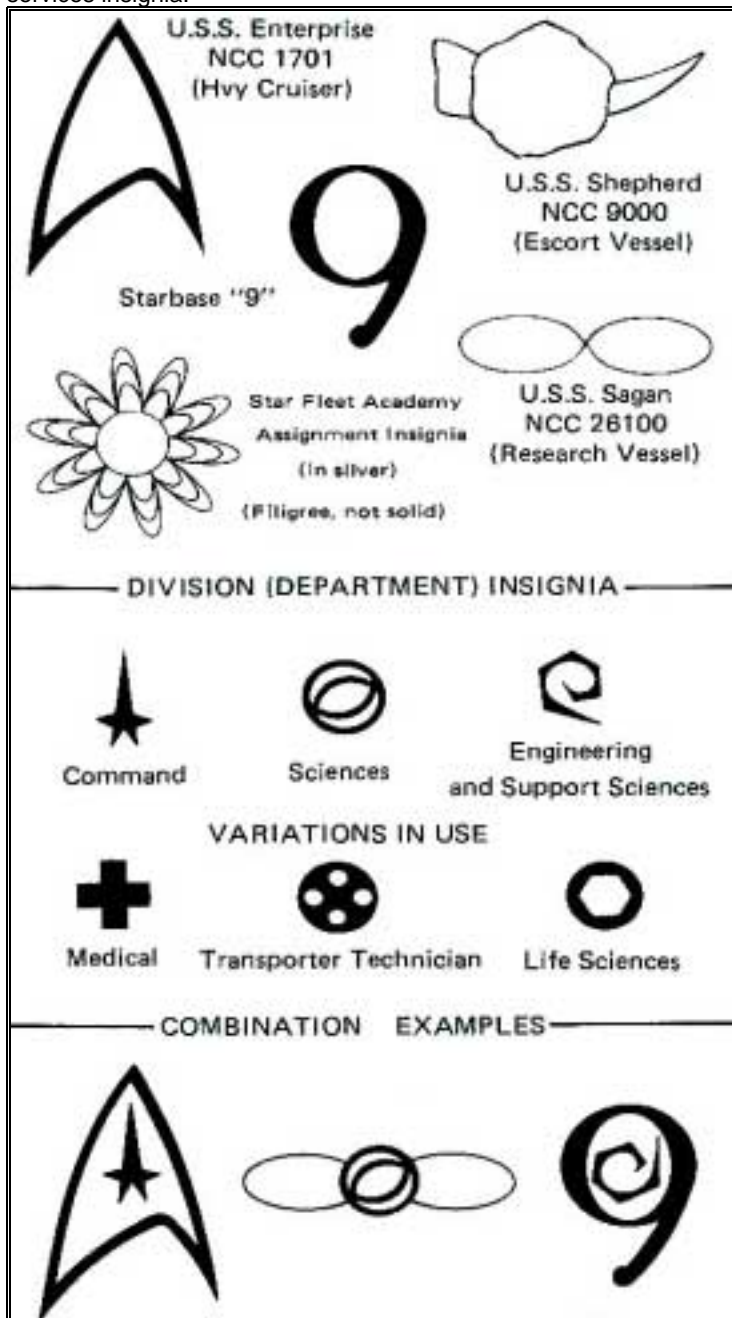 services insignia.
U.S.S. Enterprise
NCC 1701
(Hvy Cruiser)
U.S.S. Shepherd
NCC 9000
(Escort Vessel)
9
Starbase "9"
U.S.S. Sagan
NCC 26100
(Research Vessel)
Star Fleet Academy
Assignment Insignia
(in silver)
(Filigree, not solid)
DIVISION (DEPARTMENT) INSIGNIA
Command
Sciences
Engineering
and Support Sciences
VARIATIONS IN USE
Medical
Transporter Technician
Life Sciences
COMBINATION EXAMPLES
9